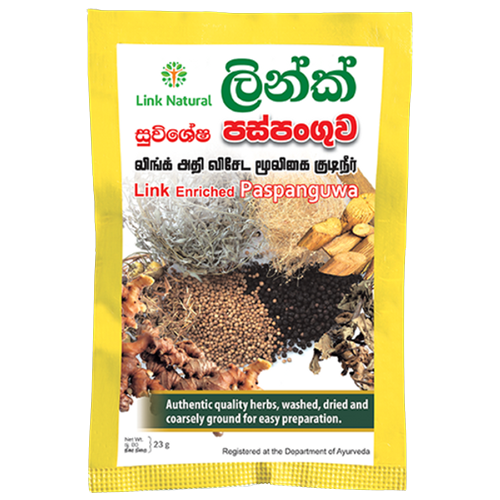 Link Natural
ලින්ක්
සුවිශේෂ පස්පංගුව
லிங்க் அதி விசேட மூலிகை குடிநீர்
Link Enriched Paspanguwa
Authentic quality herbs, washed, dried and
coarsely ground for easy preparation.
Net Wt.
23 g
Registered at the Department of Ayurveda